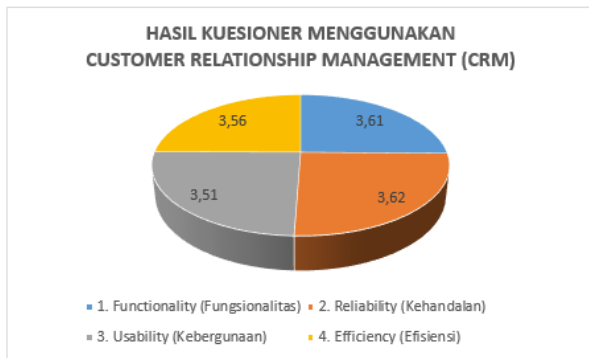 HASIL KUESIONER MENGGUNAKAN
CUSTOMER RELATIONSHIP MANAGEMENT (CRM)
3,56
3,61
3,51
3,62
1. Functionality (Fungsionalitas)
2. Reliability (Kehandalan)
3. Usability (Kebergunaan)
4. Efficiency (Efisiensi)